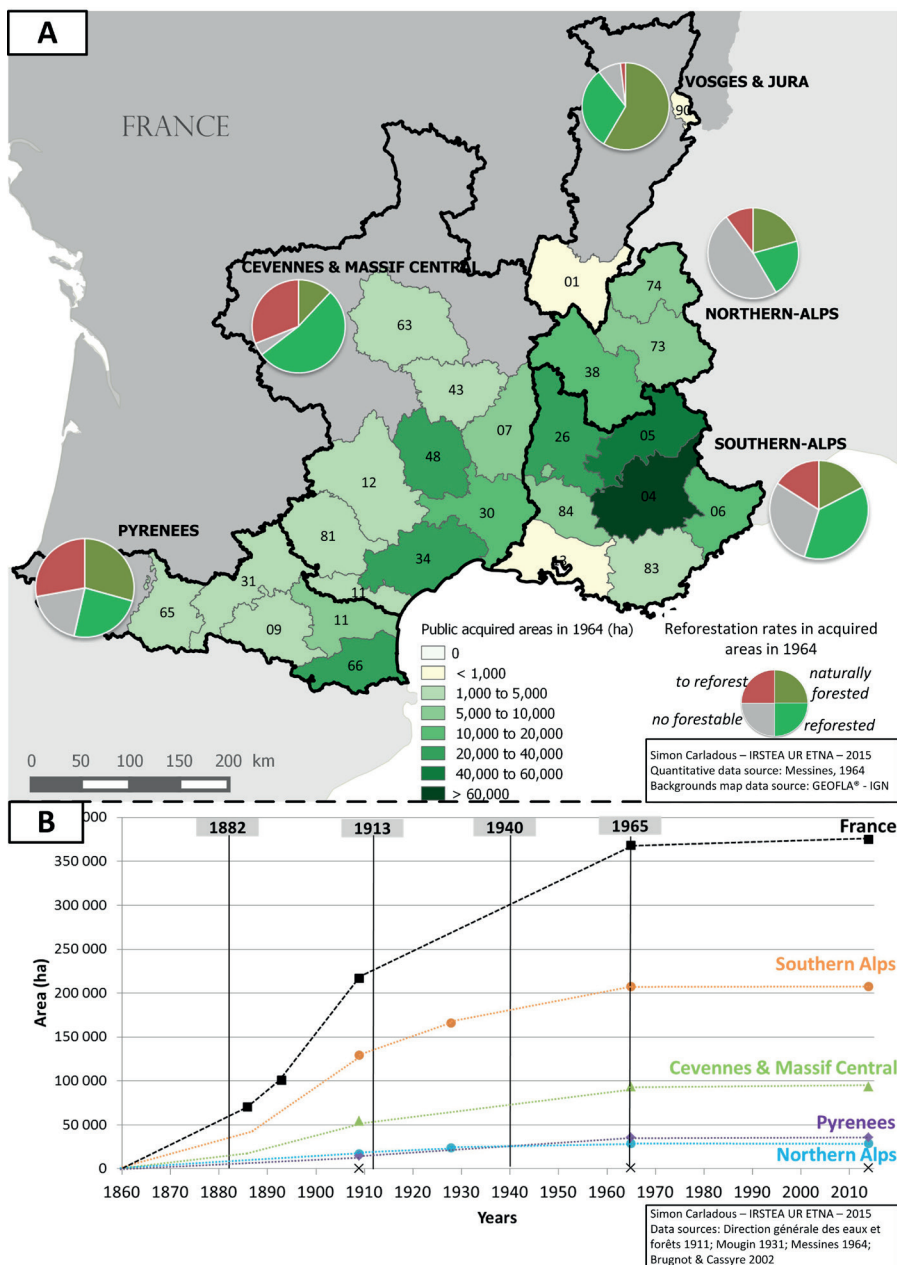 A
FRANCE
VOSGES & JURA
90
CEVENNES & MASSIF CENTRAL
01
74
NORTHERN-ALPS
63
73
38
43
07
26
05
SOUTHERN-ALPS
48
12
04
06
30
84
PYRENEES
81
34
13
83
31
11
65
09
11
66
Public acquired areas in 1964 (ha)
0
< 1,000
1,000 to 5,000
5,000 to 10,000
10,000 to 20,000
20,000 to 40,000
40,000 to 60,000
> 60,000
Reforestation rates in acquired
areas in 1964
to reforest
naturally
forested
no forestable
reforested
0 50 100 150 200 km
Simon Carladous – IRSTEA UR ETNA – 2015
Quantitative data source: Messines, 1964
Backgrounds map data source: GEOFLA® - IGN
B
1882
1913
1940
1965
France
350 000
300 000
250 000
200 000
150 000
100 000
50 000
0
Area (ha)
Southern Alps
Cevennes & Massif Central
Pyrenees
Northern Alps
1860 1870 1880 1890 1900 1910 1920 1930 1940 1950 1960 1970 1980 1990 2000 2010
Years
Simon Carladous – IRSTEA UR ETNA – 2015
Data sources: Direction générale des eaux et
forêts 1911; Mougin 1931; Messines 1964;
Brugnot & Cassyre 2002